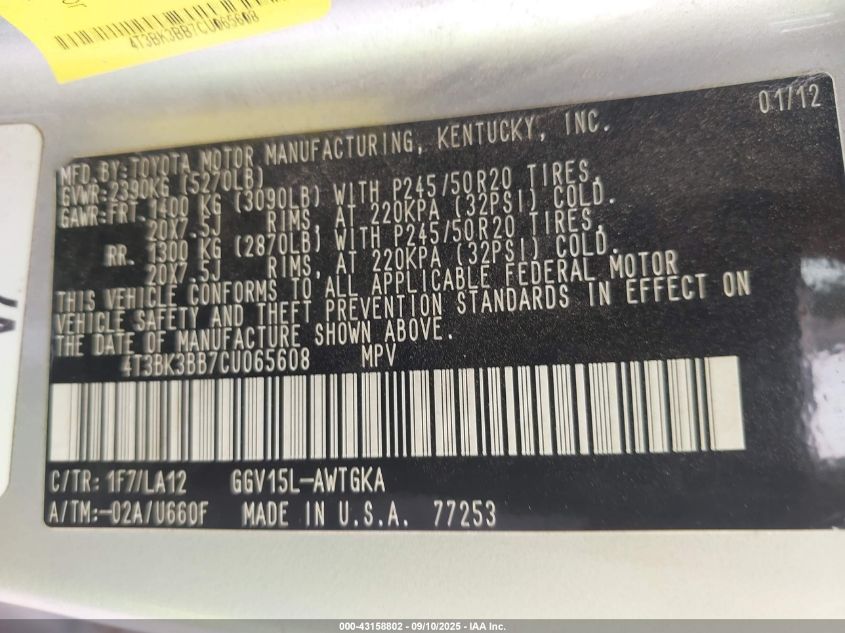 4T3BK3BB7CU065608
01/12
MFD.BY:TOYOTA MOTOR MANUFACTURING, KENTUCKY, INC.
GVWR:2390KG (5270LB)
GAWR:FRT.1400 KG (3090LB) WITH P245/50R20 TIRES,
20X7.5J RIMS, AT 220KPA (32PSI) COLD.
RR. 1300 KG (2870LB) WITH P245/50R20 TIRES,
20X7.5J RIMS, AT 220KPA (32PSI) COLD.
THIS VEHICLE CONFORMS TO ALL APPLICABLE FEDERAL MOTOR
VEHICLE SAFETY AND THEFT PREVENTION STANDARDS IN EFFECT ON
THE DATE OF MANUFACTURE SHOWN ABOVE.
4T3BK3BB7CU065608 MPV
C/TR: 1F7/LA12 GGV15L-AWTGKA
A/TM:-02A/U660F MADE IN U.S.A. 77253
000-43158802 - 09/10/2025 - IAA Inc.